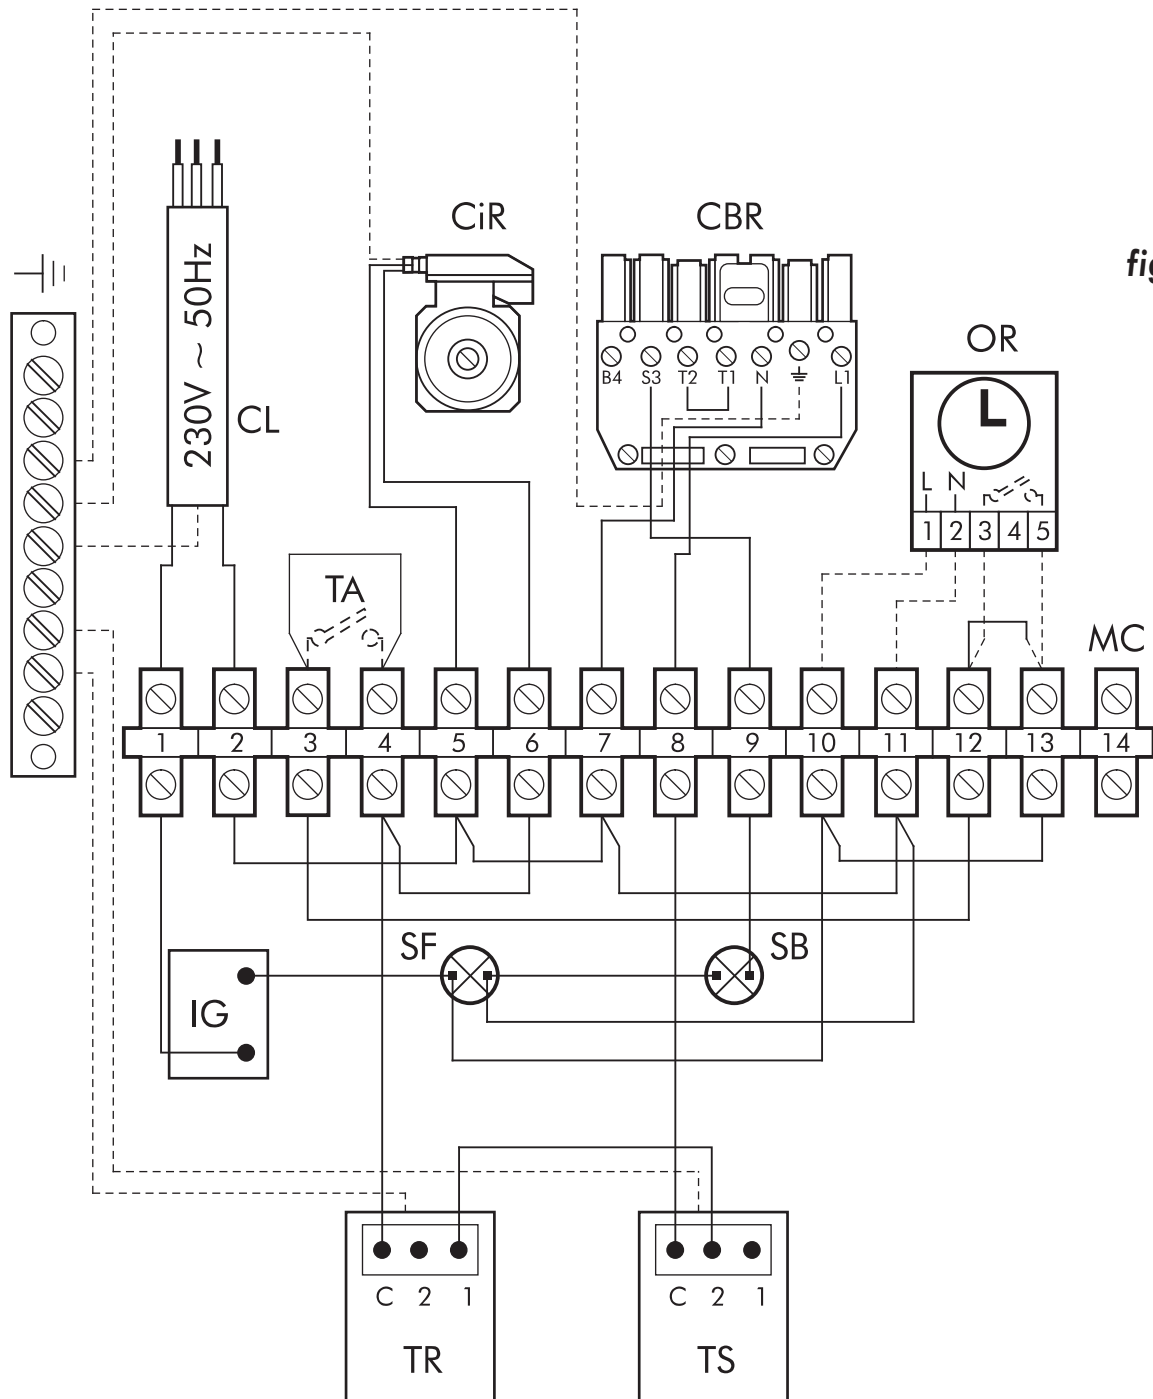 CiR
CBR
fig
230V ~ 50Hz
CL
OR
B4 S3 T2 T1 N L1
L N
1 2 3 4 5
TA
MC
1 2 3 4 5 6 7 8 9 10 11 12 13 14
SF
SB
IG
C 2 1
C 2 1
TR
TS